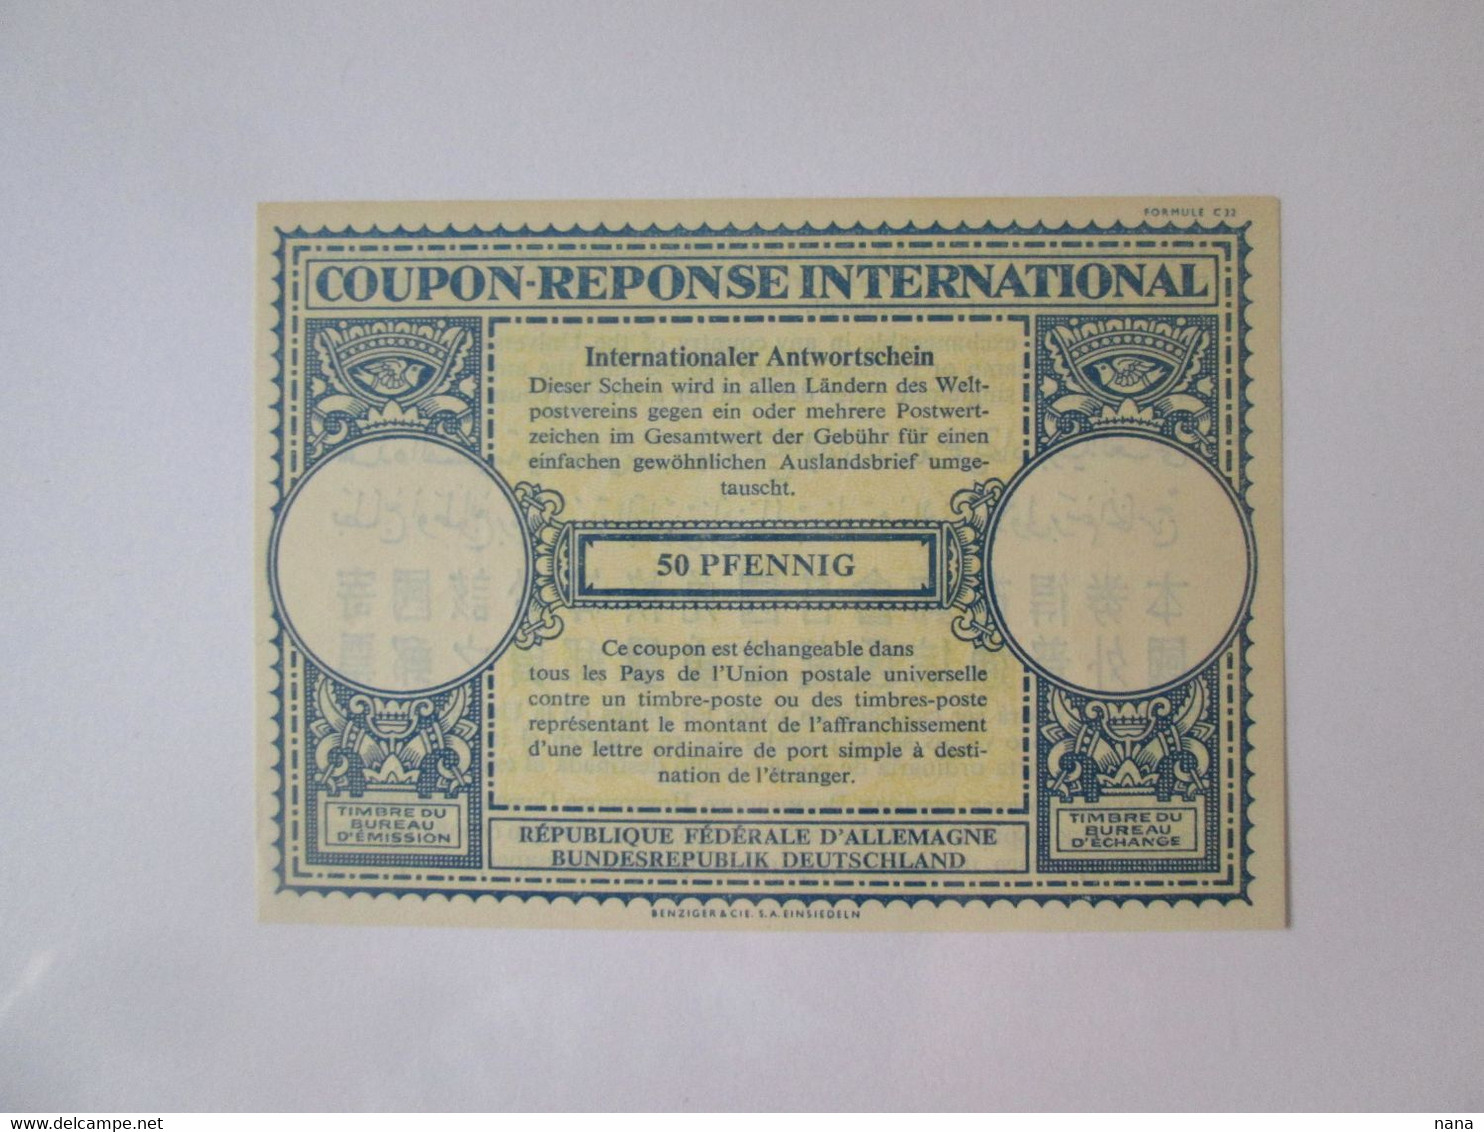 FORMULE C 22
COUPON-REPONSE INTERNATIONAL
Internationaler Antwortschein
Dieser Schein wird in allen Ländern des Welt-
postvereins gegen ein oder mehrere Postwert-
zeichen im Gesamtwert der Gebühr für einen
einfachen gewöhnlichen Auslandsbrief umge-
tauscht.
50 PFENNIG
Ce coupon est échangeable dans
tous les Pays de l'Union postale universelle
contre un timbre-poste ou des timbres-poste
représentant le montant de l'affranchissement
d'une lettre ordinaire de port simple à desti-
nation de l'étranger.
TIMBRE DU
BUREAU
D'ÉMISSION
RÉPUBLIQUE FÉDÉRALE D'ALLEMAGNE
BUNDESREPUBLIK DEUTSCHLAND
TIMBRE DU
BUREAU
D'ÉCHANGE
BENZIGER & CIE. S.A. EINSIEDELN
delcampe.net
nana